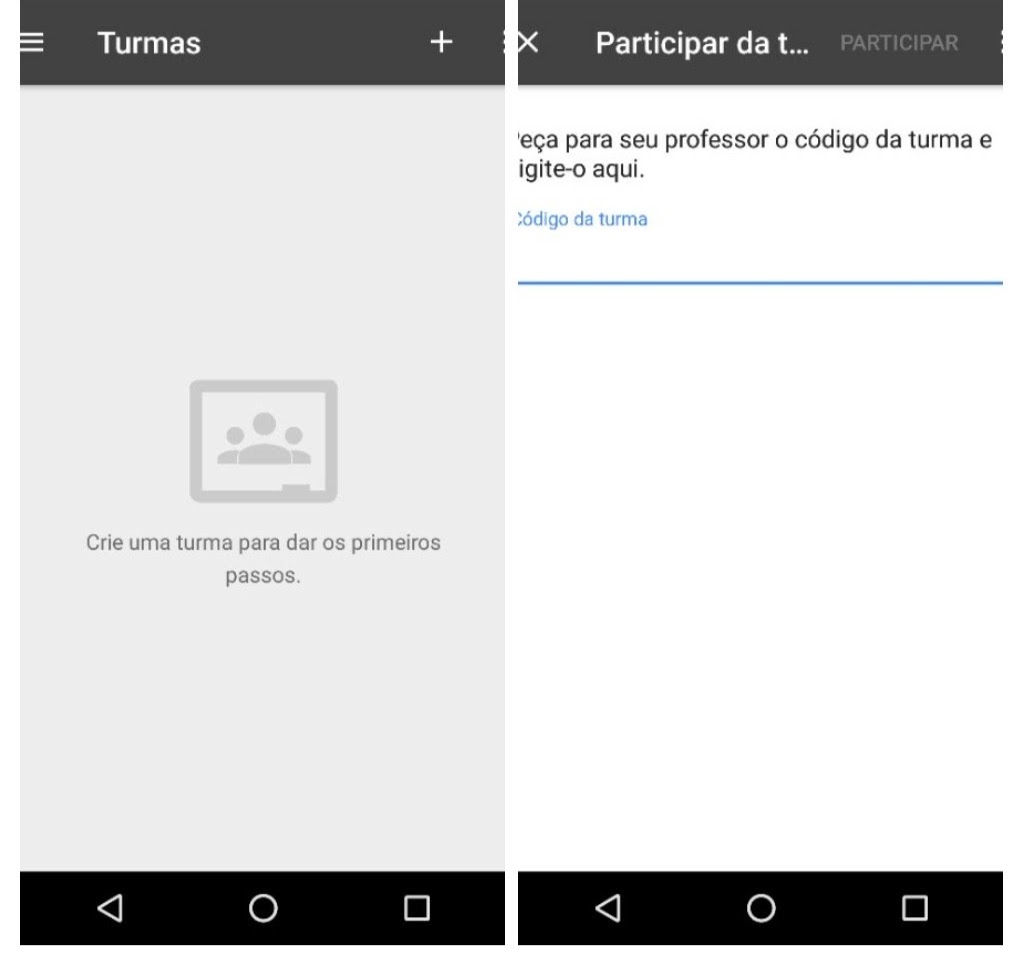 Turmas
Crie uma turma para dar os primeiros
passos.
Participar da t...
PARTICIPAR
eça para seu professor o código da turma e
igite-o aqui.
ódigo da turma